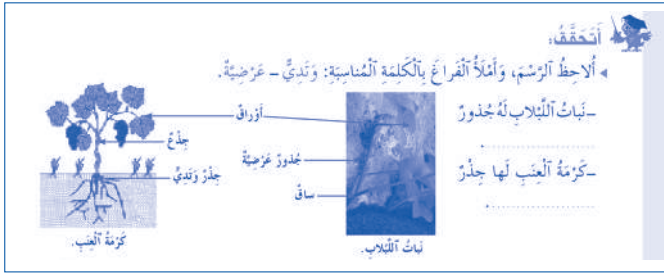 أَتَحَقَّقُ:
◂ أُلاحِظُ ٱلرَّسْمَ، وَأَمْلَأُ ٱلْفَراغَ بِٱلْكَلِمَةِ ٱلْمُناسِبَةِ: وَتَدِيٌّ – عَرْضِيَّةٌ.
– نَباتُ ٱللَّبْلابِ لَهُ جُذورٌ
..............
– كَرْمَةُ ٱلْعِنَبِ لَها جِذْرٌ
..............
أَوْراقٌ
جُذورٌ عَرْضِيَّةٌ
ساقٌ
نَباتُ ٱللَّبْلابِ.
جِذْعٌ
جِذْرٌ وَتَدِيٌّ
كَرْمَةُ ٱلْعِنَبِ.